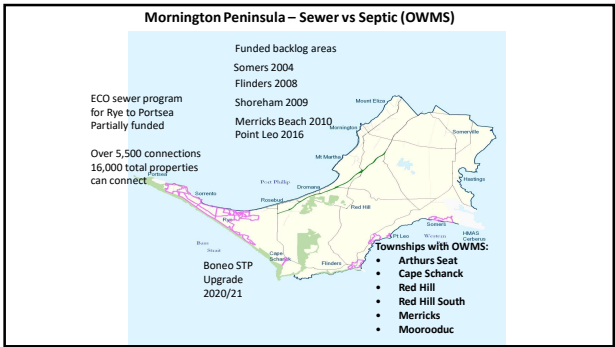 Mornington Peninsula – Sewer vs Septic (OWMS)
Funded backlog areas
Somers 2004
Flinders 2008
Shoreham 2009
Merricks Beach 2010
Point Leo 2016
ECO sewer program
for Rye to Portsea
Partially funded
Over 5,500 connections
16,000 total properties
can connect
Mount Eliza
Mornington
Somerville
Mt Martha
Hastings
Portsea
Port Phillip
Dromana
Sorrento
Rosebud
Red Hill
Rye
Somers
HMAS
Cerberus
Pt Leo
Western
Bass
Strait
Cape
Schanck
Flinders
Boneo STP
Upgrade
2020/21
Townships with OWMS:
• Arthurs Seat
• Cape Schanck
• Red Hill
• Red Hill South
• Merricks
• Moorooduc